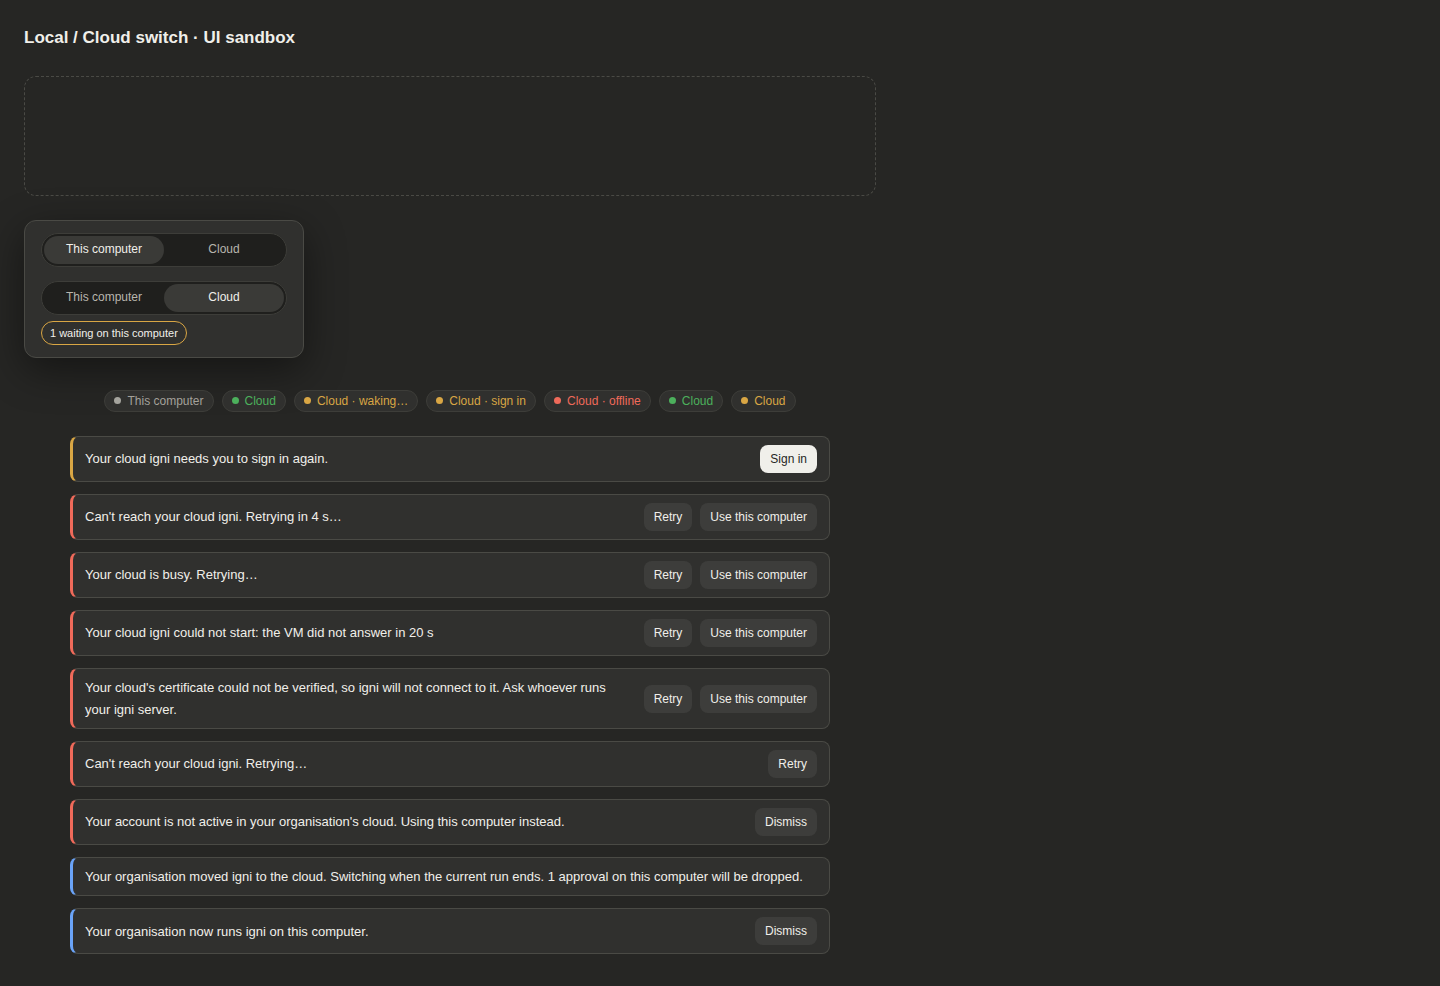 Local / Cloud switch · UI sandbox
This computer Cloud
This computer Cloud
1 waiting on this computer
This computer Cloud Cloud · waking… Cloud · sign in Cloud · offline Cloud Cloud
Your cloud igni needs you to sign in again. Sign in
Can't reach your cloud igni. Retrying in 4 s… Retry Use this computer
Your cloud is busy. Retrying… Retry Use this computer
Your cloud igni could not start: the VM did not answer in 20 s Retry Use this computer
Your cloud's certificate could not be verified, so igni will not connect to it. Ask whoever runs
your igni server. Retry Use this computer
Can't reach your cloud igni. Retrying… Retry
Your account is not active in your organisation's cloud. Using this computer instead. Dismiss
Your organisation moved igni to the cloud. Switching when the current run ends. 1 approval on this computer will be dropped.
Your organisation now runs igni on this computer. Dismiss